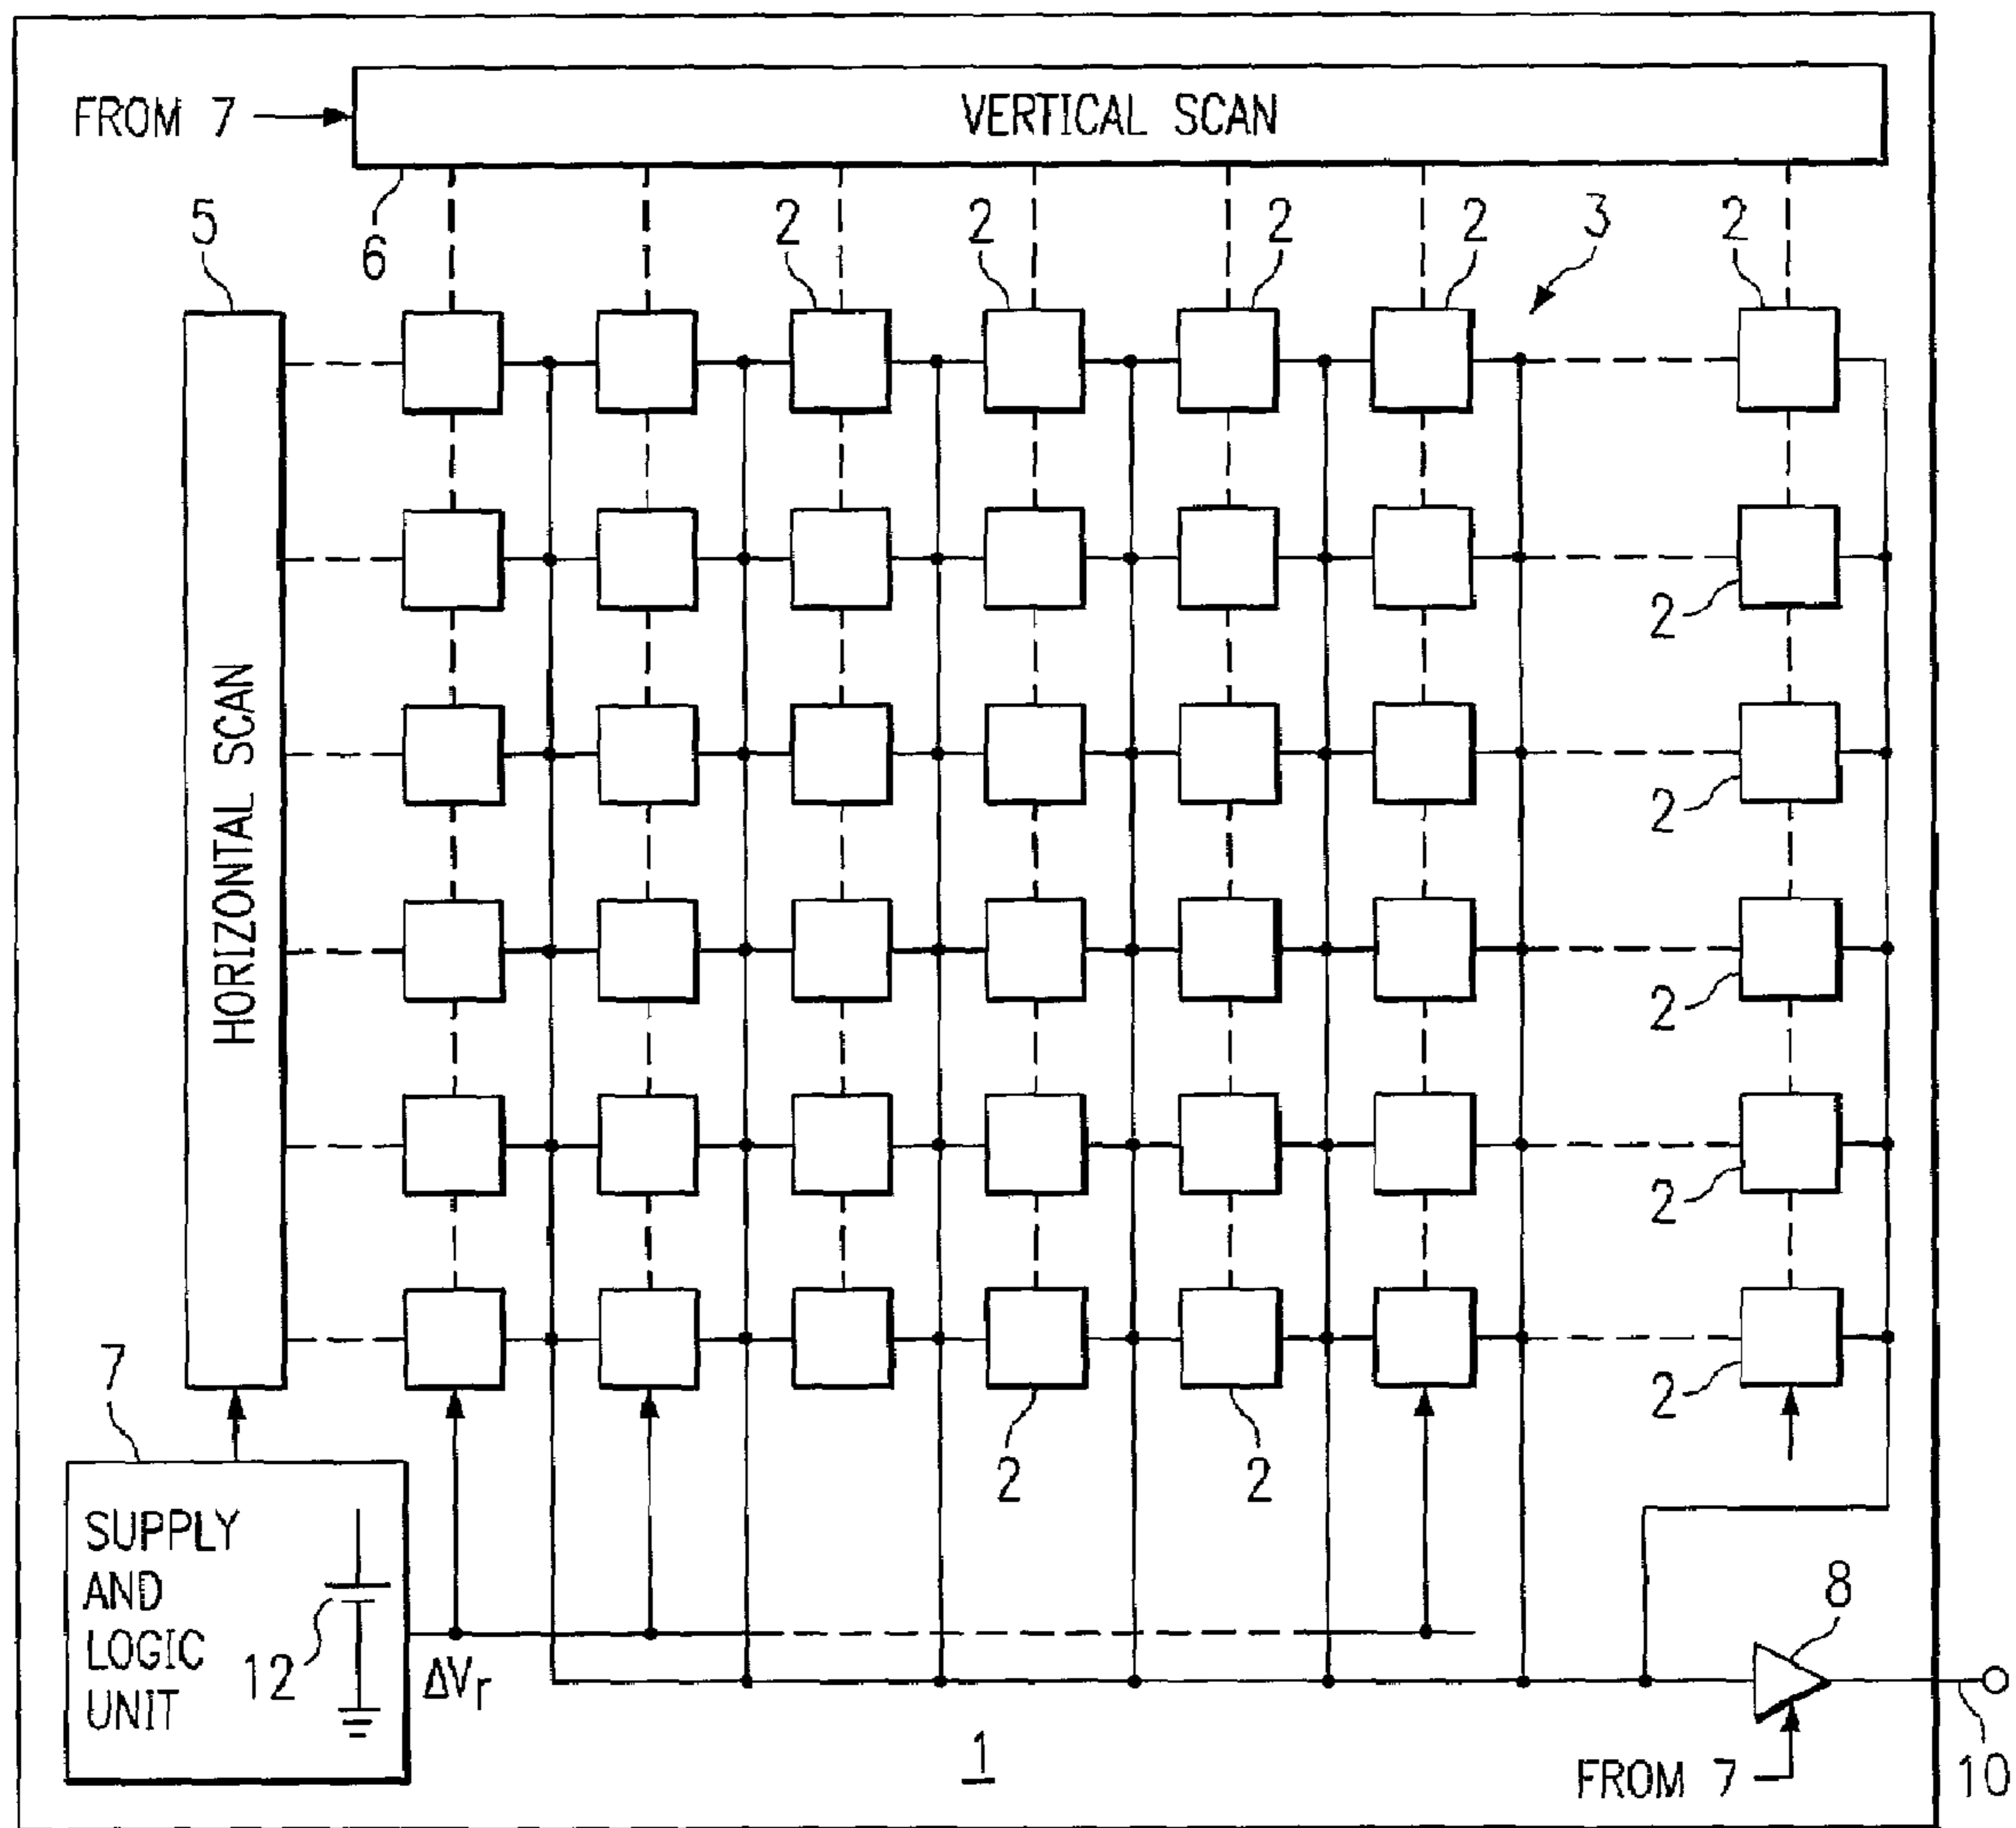 FROM 7
VERTICAL SCAN
5
6
2
2
2
2
3
2
HORIZONTAL SCAN
2
2
2
2
2
7
2
2
SUPPLY
AND
LOGIC
UNIT
12
ΔVr
8
1
FROM 7
10